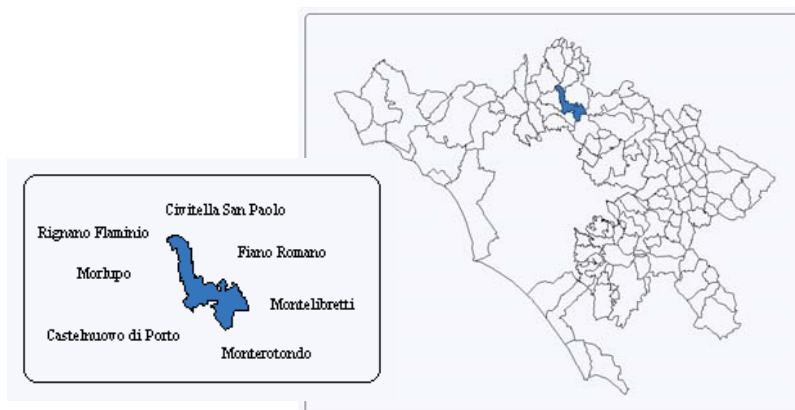 Civitella San Paolo
Rignano Flaminio
Fiano Romano
Morlupo
Montelibretti
Castelnuovo di Porto
Monterotondo